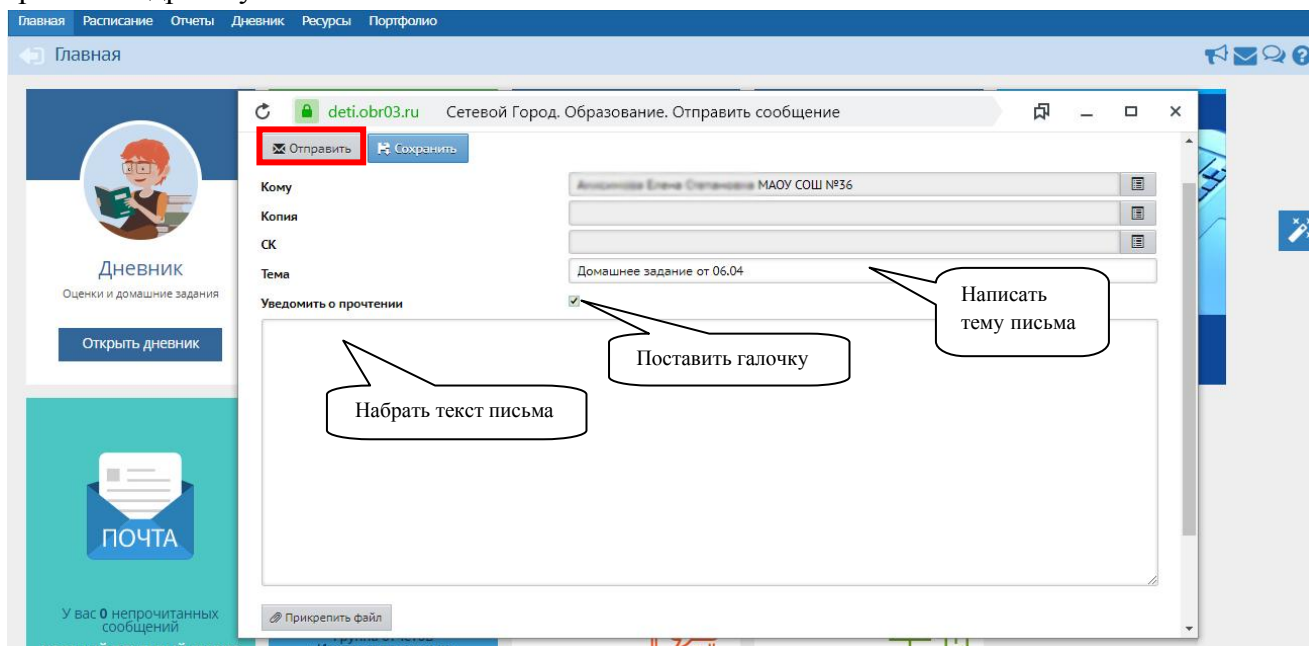 Главная Расписание Отчеты Дневник Ресурсы Портфолио
Главная
deti.obr03.ru Сетевой Город. Образование. Отправить сообщение
Отправить Сохранить
Кому
МАОУ СОШ №36
Копия
СК
Тема
Домашнее задание от 06.04
Уведомить о прочтении
Написать
тему письма
Поставить галочку
Набрать текст письма
Прикрепить файл
Дневник
Оценки и домашние задания
Открыть дневник
ПОЧТА
У вас 0 непрочитанных
сообщений